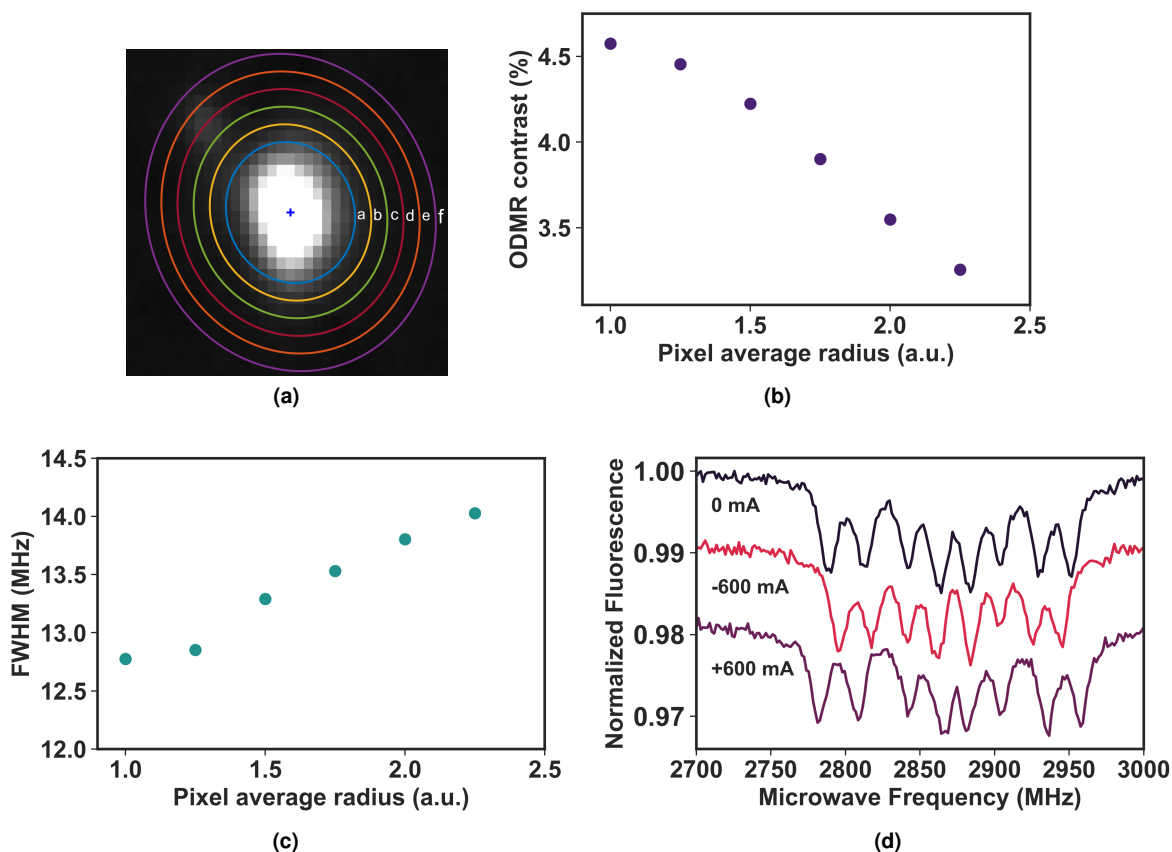 a b c d e f
(a)
ODMR contrast (%)
4.5
4.0
3.5
1.0 1.5 2.0 2.5
Pixel average radius (a.u.)
(b)
FWHM (MHz)
14.5
14.0
13.5
13.0
12.5
12.0
1.0 1.5 2.0 2.5
Pixel average radius (a.u.)
(c)
Normalized Fluorescence
1.00
0.99
0.98
0.97
0 mA
-600 mA
+600 mA
2700 2750 2800 2850 2900 2950 3000
Microwave Frequency (MHz)
(d)